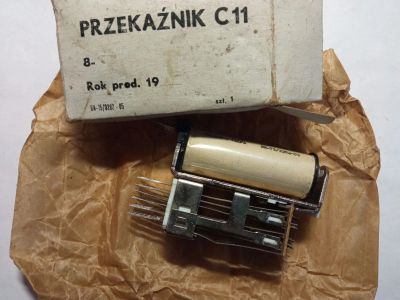 PRZEKAŹNIK C11
8-
Rok prod. 19
szt. 1